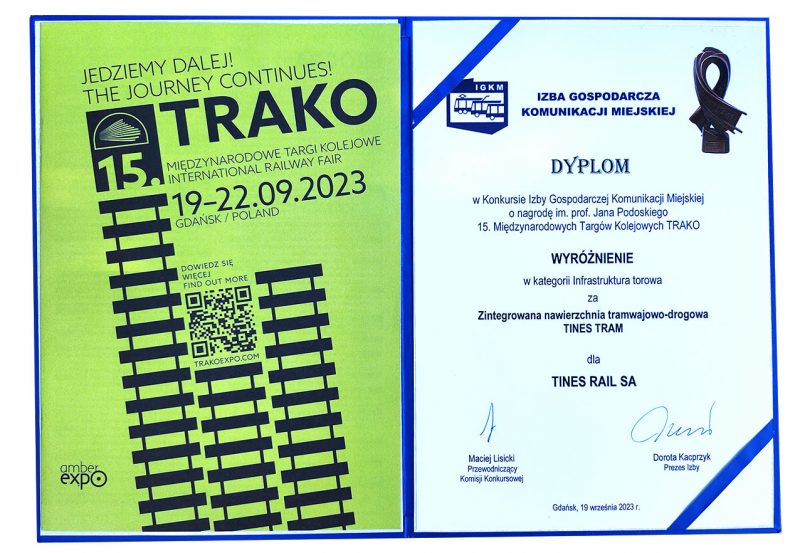 JEDZIEMY DALEJ!
THE JOURNEY CONTINUES!
TRAKO
15.
MIĘDZYNARODOWE TARGI KOLEJOWE
INTERNATIONAL RAILWAY FAIR
19–22.09.2023
GDAŃSK / POLAND
DOWIEDZ SIĘ
WIĘCEJ
FIND OUT MORE
TRAKOEXPO.COM
amber
expo
IGKM
IZBA GOSPODARCZA
KOMUNIKACJI MIEJSKIEJ
DYPLOM
w Konkursie Izby Gospodarczej Komunikacji Miejskiej
o nagrodę im. prof. Jana Podoskiego
15. Międzynarodowych Targów Kolejowych TRAKO
WYRÓŻNIENIE
w kategorii Infrastruktura torowa
za
Zintegrowana nawierzchnia tramwajowo-drogowa
TINES TRAM
dla
TINES RAIL SA
Maciej Lisicki
Przewodniczący
Komisji Konkursowej
Dorota Kacprzyk
Prezes Izby
Gdańsk, 19 września 2023 r.